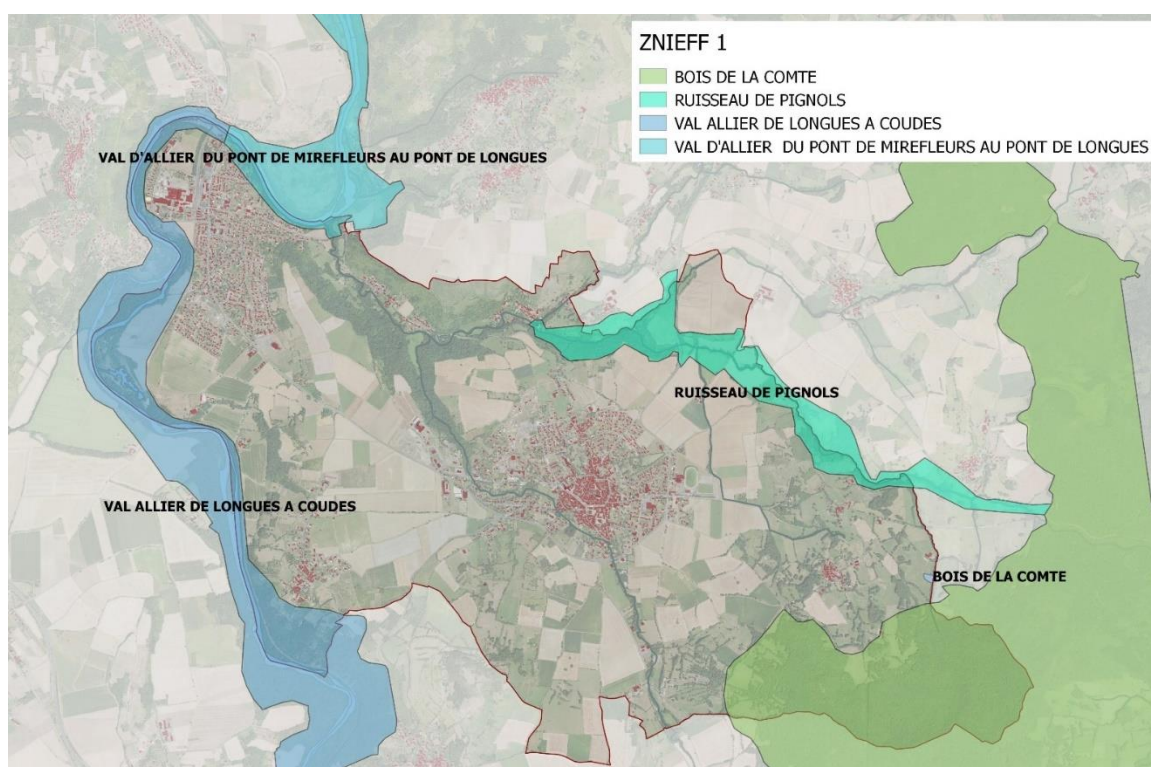 ZNIEFF 1
BOIS DE LA COMTE
RUISSEAU DE PIGNOLS
VAL ALLIER DE LONGUES A COUDES
VAL D'ALLIER DU PONT DE MIREFLEURS AU PONT DE LONGUES
VAL D'ALLIER DU PONT DE MIREFLEURS AU PONT DE LONGUES
RUISSEAU DE PIGNOLS
VAL ALLIER DE LONGUES A COUDES
BOIS DE LA COMTE